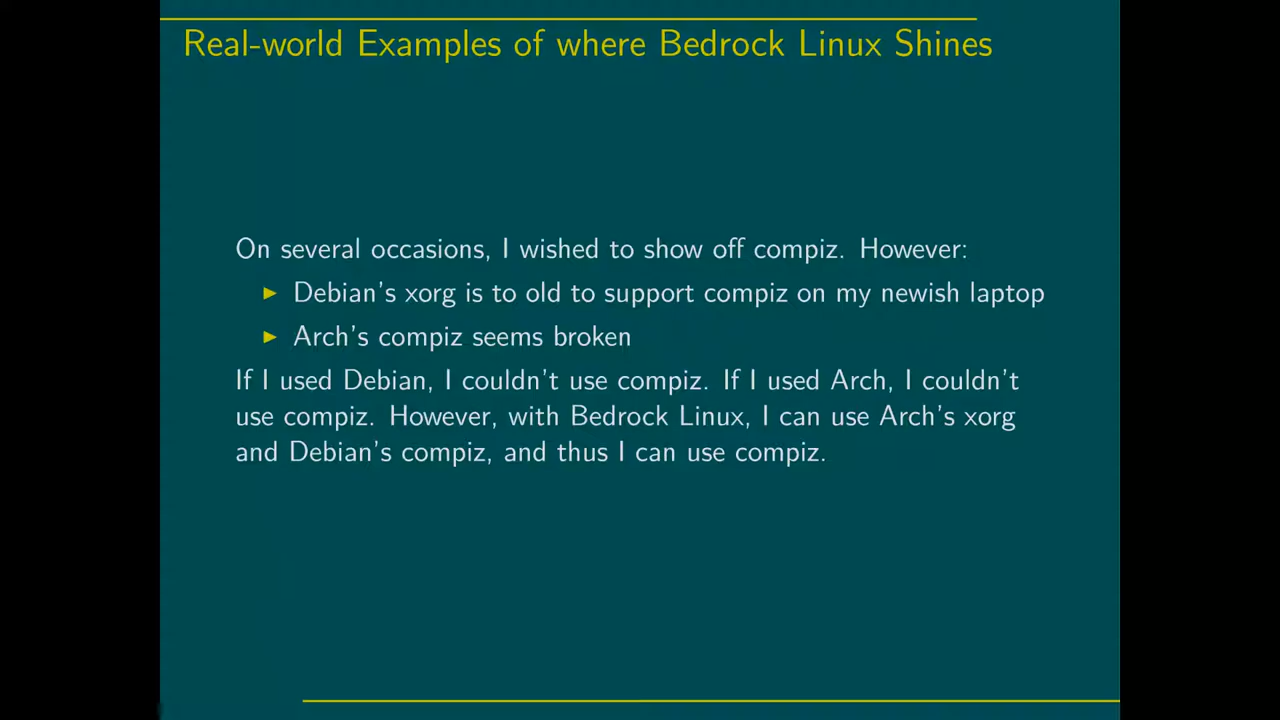 Real-world Examples of where Bedrock Linux Shines
On several occasions, I wished to show off compiz. However:
▶ Debian's xorg is to old to support compiz on my newish laptop
▶ Arch's compiz seems broken
If I used Debian, I couldn't use compiz. If I used Arch, I couldn't
use compiz. However, with Bedrock Linux, I can use Arch's xorg
and Debian's compiz, and thus I can use compiz.